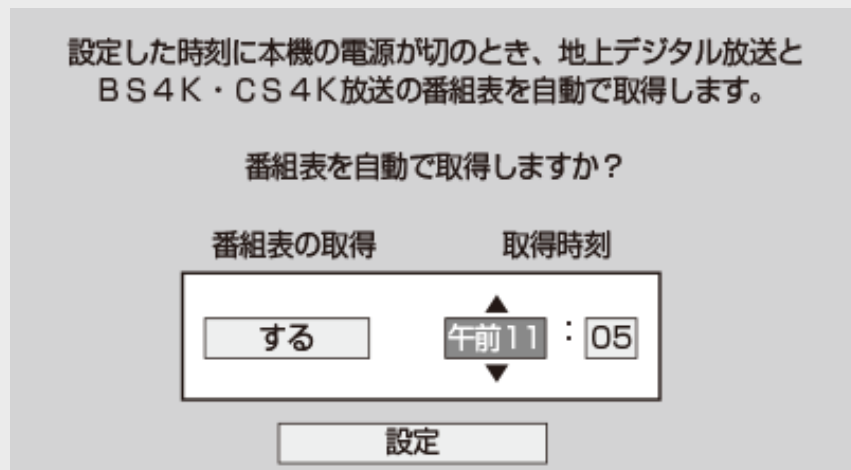 設定した時刻に本機の電源が切のとき、地上デジタル放送と
ＢＳ４Ｋ・ＣＳ４Ｋ放送の番組表を自動で取得します。
番組表を自動で取得しますか？
番組表の取得　取得時刻
する　午前11：05
設定